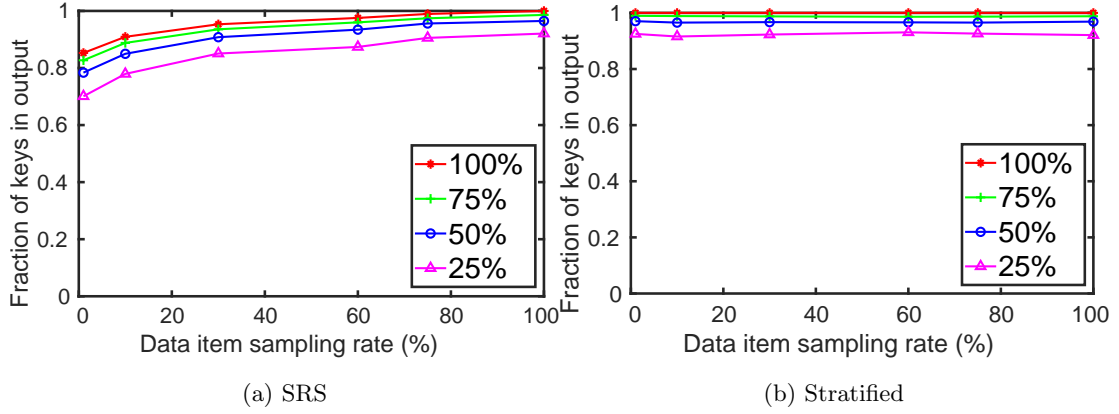 Fraction of keys in output
1
0.8
0.6
0.4
0.2
0
0 20 40 60 80 100
Data item sampling rate (%)
100%
75%
50%
25%
(a) SRS
Fraction of keys in output
1
0.8
0.6
0.4
0.2
0
0 20 40 60 80 100
Data item sampling rate (%)
100%
75%
50%
25%
(b) Stratified